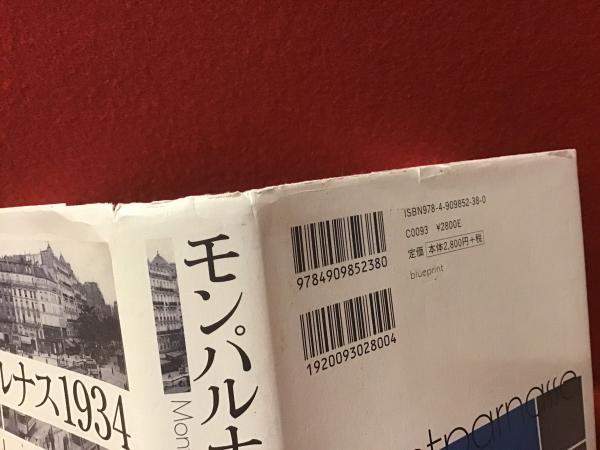 ルナス1934
モンパルナ
Mon
ISBN978-4-909852-38-0
C0093 ¥2800E
定価 本体2,800円+税
blueprint
9784909852380
1920093028004
ntparnasse